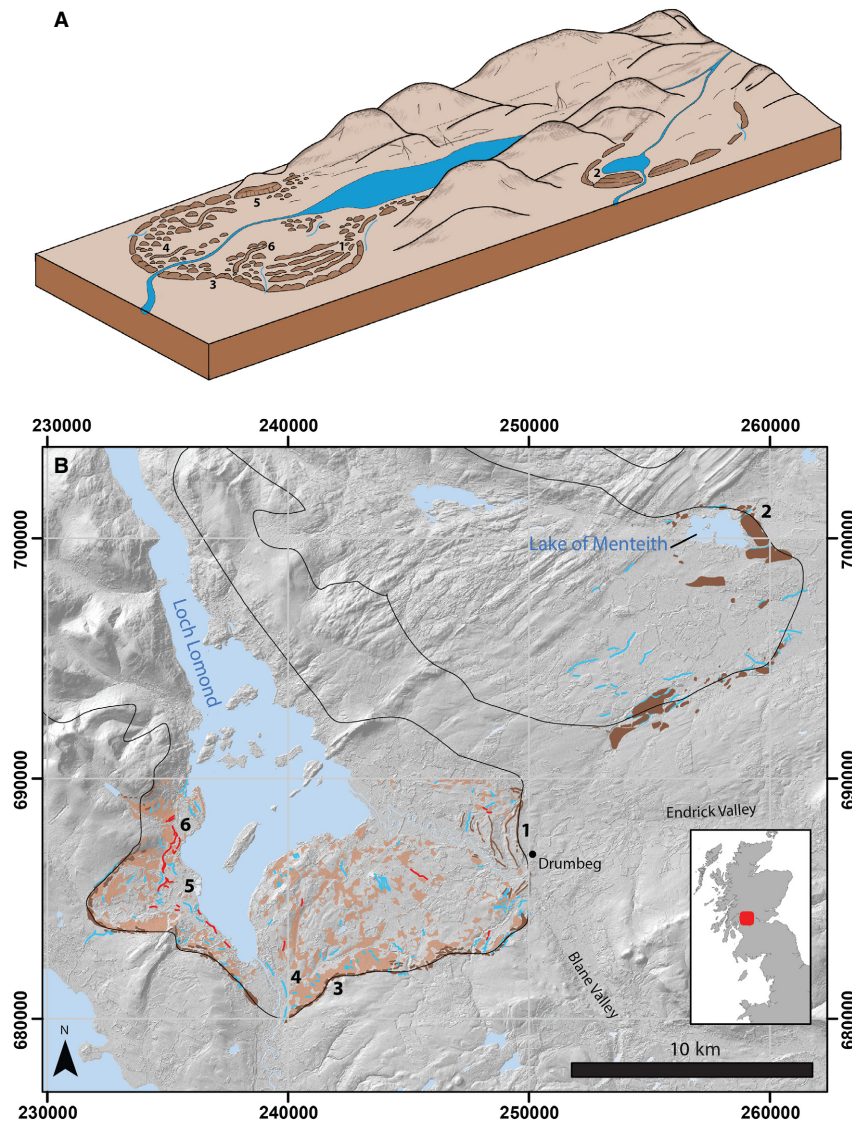 A
5
2
4
6
1
3
230000
240000
250000
260000
B
2
700000
700000
Lake of Menteith
Loch Lomond
690000
690000
6
1
Endrick Valley
Drumbeg
5
4
3
Blane Valley
680000
680000
N
10 km
230000
240000
250000
260000